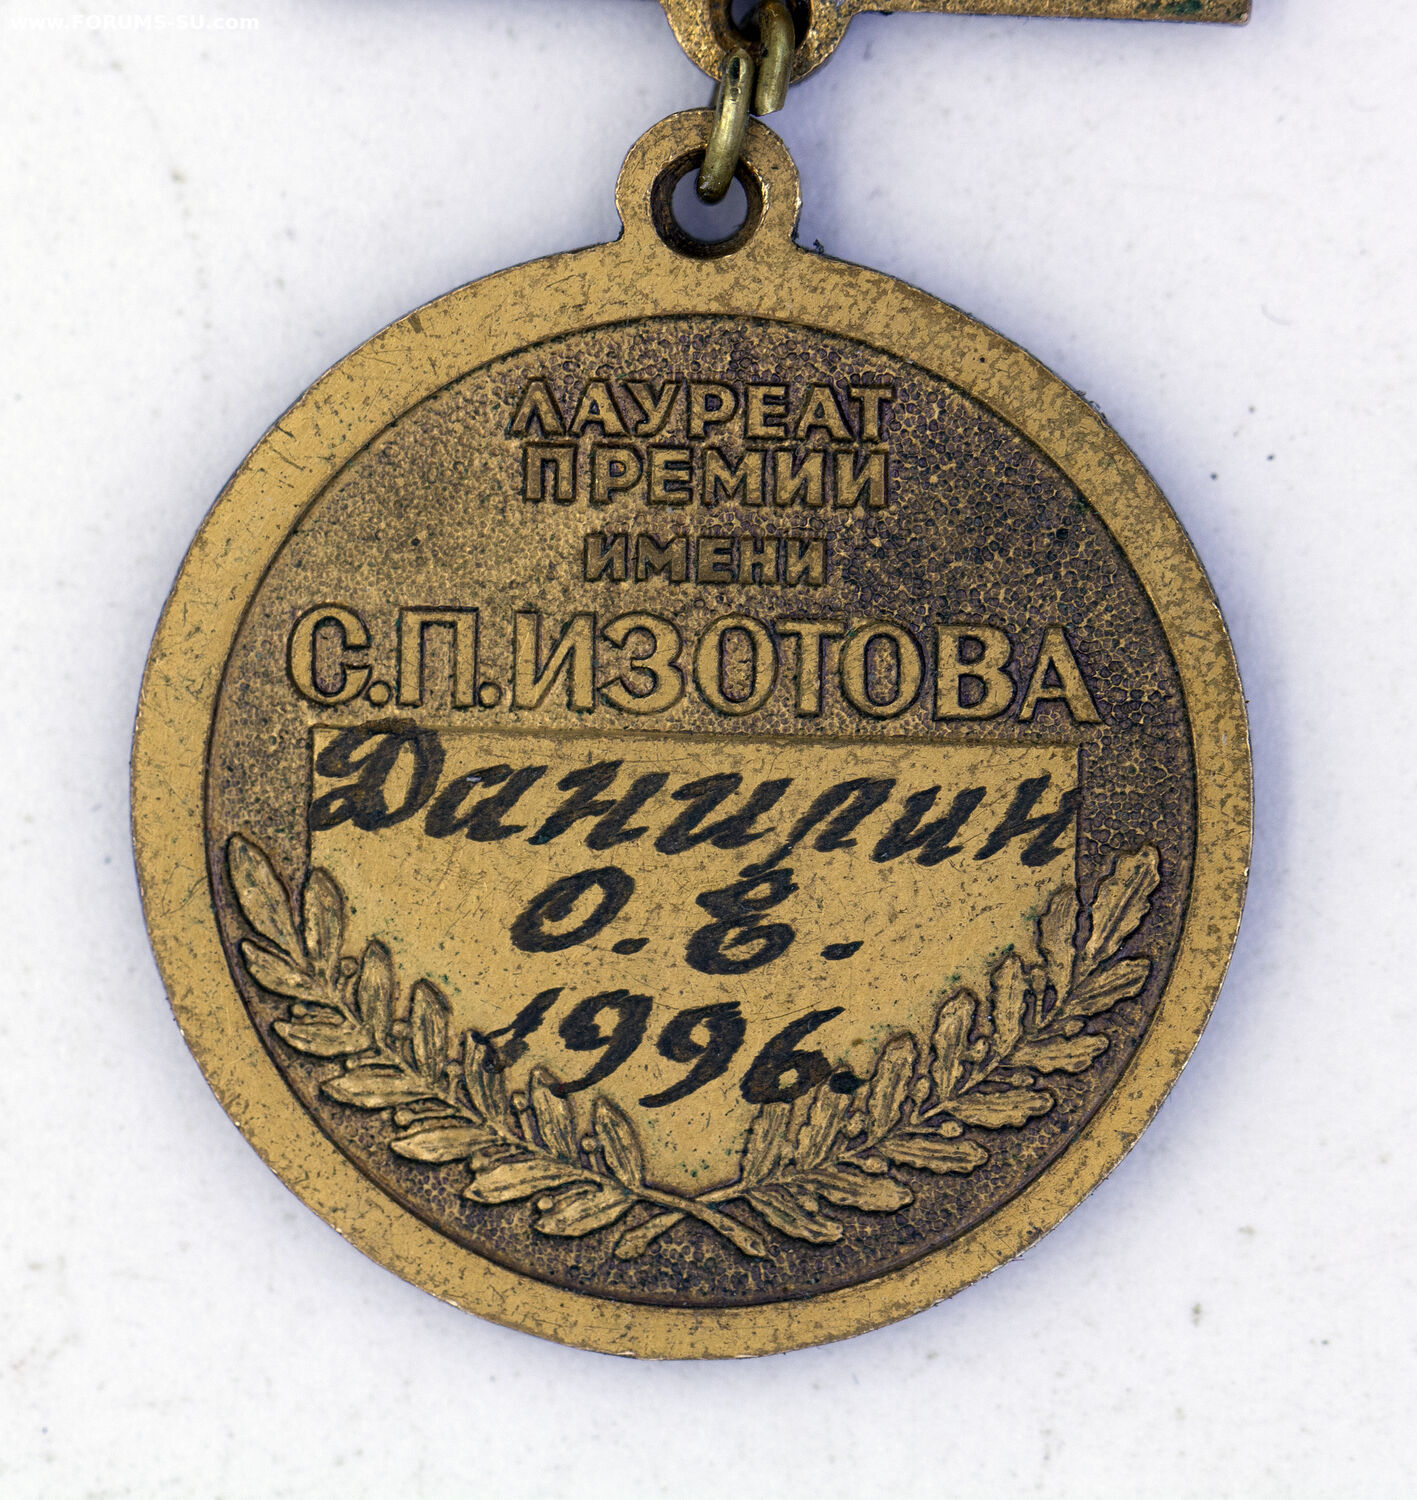 www.FORUMS-SU.com
ЛАУРЕАТ
ПРЕМИИ
ИМЕНИ
С.П.ИЗОТОВА
Данилин
О.Е.
1996.